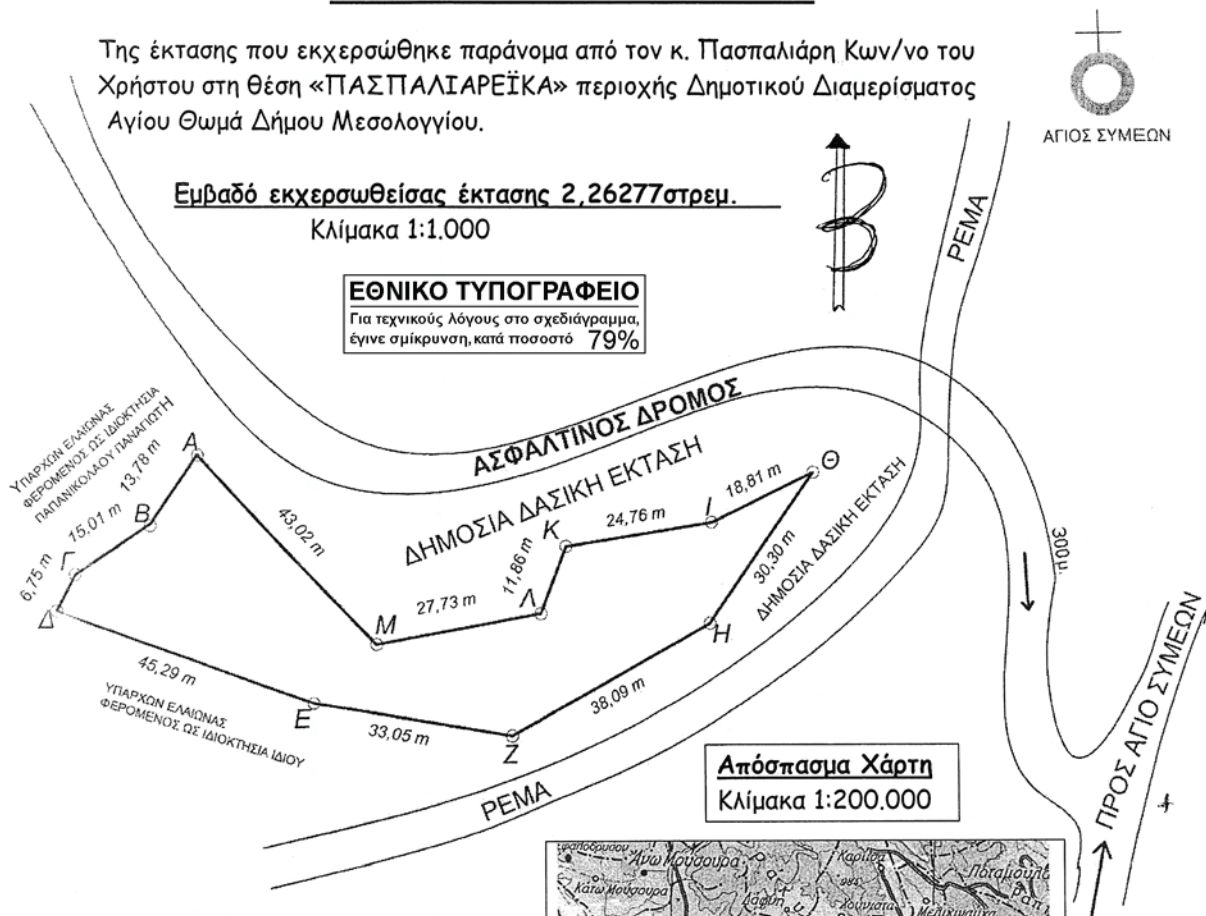 Της έκτασης που εκχερσώθηκε παράνομα από τον κ. Πασπαλιάρη Κων/νο του
Χρήστου στη θέση «ΠΑΣΠΑΛΙΑΡΕΪΚΑ» περιοχής Δημοτικού Διαμερίσματος
Αγίου Θωμά Δήμου Μεσολογγίου.
ΑΓΙΟΣ ΣΥΜΕΩΝ
Εμβαδό εκχερσωθείσας έκτασης 2,26277στρεμ.
Κλίμακα 1:1.000
Β
ΡΕΜΑ
ΕΘΝΙΚΟ ΤΥΠΟΓΡΑΦΕΙΟ
Για τεχνικούς λόγους στο σχεδιάγραμμα,
έγινε σμίκρυνση, κατά ποσοστό 79%
ΥΠΑΡΧΩΝ ΕΛΑΙΩΝΑΣ
ΦΕΡΟΜΕΝΟΣ ΩΣ ΙΔΙΟΚΤΗΣΙΑ
ΠΑΠΑΝΙΚΟΛΑΟΥ ΠΑΝΑΓΙΩΤΗ
ΑΣΦΑΛΤΙΝΟΣ ΔΡΟΜΟΣ
ΔΗΜΟΣΙΑ ΔΑΣΙΚΗ ΕΚΤΑΣΗ
Α
13,78 m
Β
15,01 m
Γ
6,75 m
Δ
43,02 m
Μ
27,73 m
Λ
11,86 m
Κ
24,76 m
Ι
18,81 m
Θ
30,30 m
ΔΗΜΟΣΙΑ ΔΑΣΙΚΗ ΕΚΤΑΣΗ
Η
300μ.
45,29 m
ΥΠΑΡΧΩΝ ΕΛΑΙΩΝΑΣ
ΦΕΡΟΜΕΝΟΣ ΩΣ ΙΔΙΟΚΤΗΣΙΑ ΙΔΙΟΥ
Ε
33,05 m
Ζ
38,09 m
ΡΕΜΑ
ΠΡΟΣ ΑΓΙΟ ΣΥΜΕΩΝ
Απόσπασμα Χάρτη
Κλίμακα 1:200.000
Άνω Μούσουρα
Κάτω Μούσουρα
Δάφνη
Καρίτσα